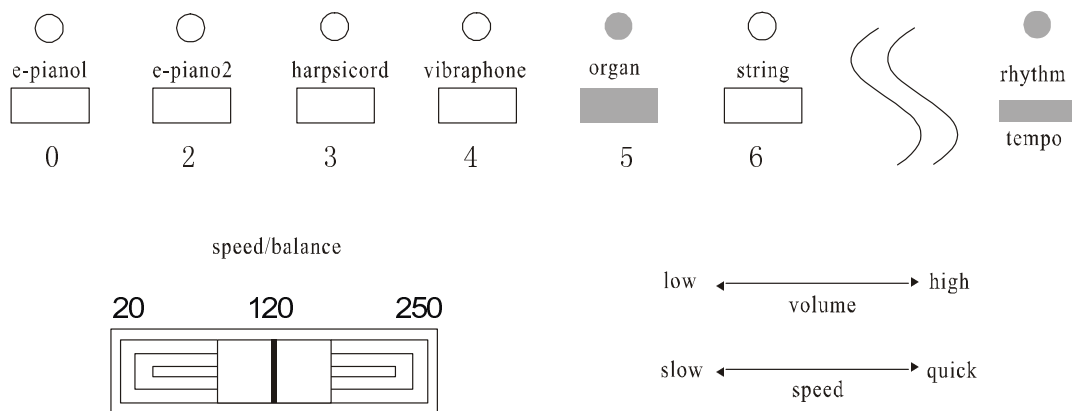 e-pianol e-piano2 harpsicord vibraphone organ string rhythm
0 2 3 4 5 6 tempo
speed/balance
20 120 250
low high
volume
slow quick
speed